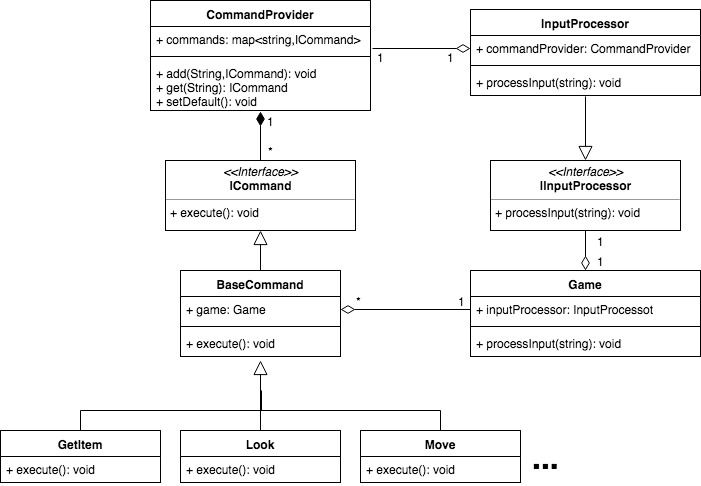 CommandProvider
+ commands: map<string,ICommand>
+ add(String,ICommand): void
+ get(String): ICommand
+ setDefault(): void
InputProcessor
+ commandProvider: CommandProvider
+ processInput(string): void
1
1
1
*
<<Interface>>
ICommand
+ execute(): void
<<Interface>>
IInputProcessor
+ processInput(string): void
1
1
BaseCommand
+ game: Game
+ execute(): void
*
1
Game
+ inputProcessor: InputProcessot
+ processInput(string): void
GetItem
+ execute(): void
Look
+ execute(): void
Move
+ execute(): void
...